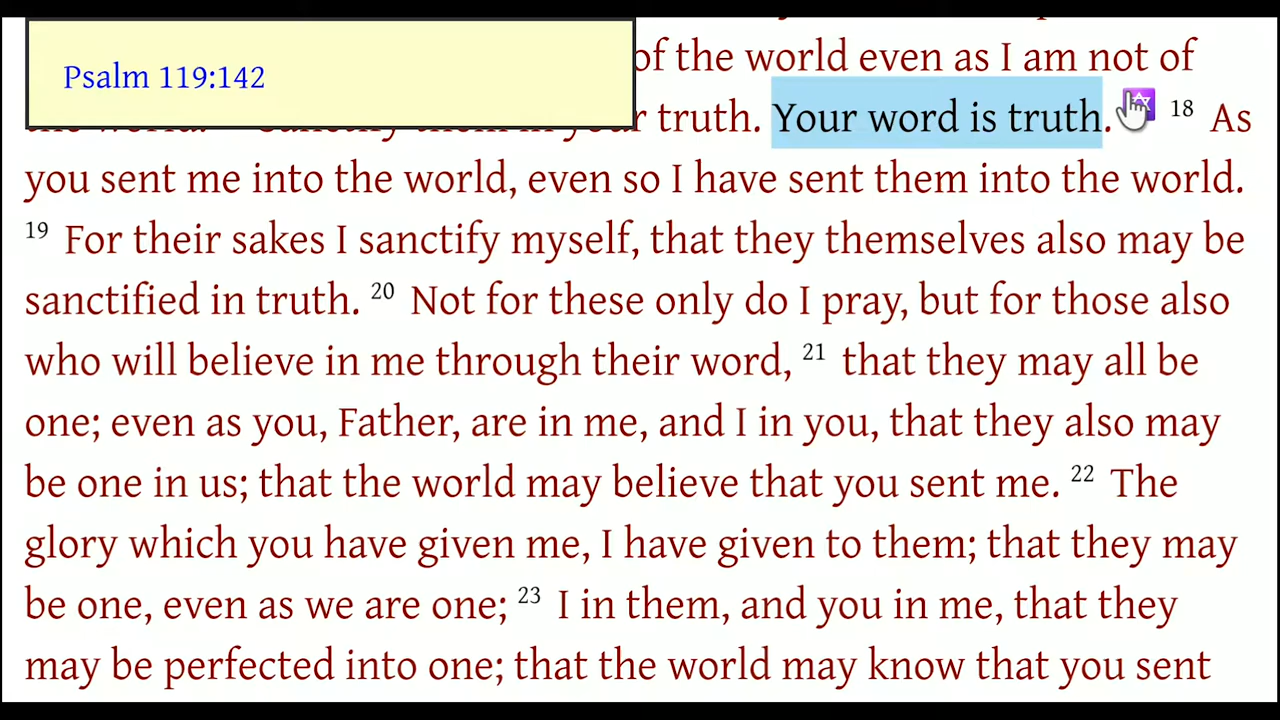 Psalm 119:142
of the world even as I am not of
truth. Your word is truth. 18 As
you sent me into the world, even so I have sent them into the world.
19 For their sakes I sanctify myself, that they themselves also may be
sanctified in truth. 20 Not for these only do I pray, but for those also
who will believe in me through their word, 21 that they may all be
one; even as you, Father, are in me, and I in you, that they also may
be one in us; that the world may believe that you sent me. 22 The
glory which you have given me, I have given to them; that they may
be one, even as we are one; 23 I in them, and you in me, that they
may be perfected into one; that the world may know that you sent